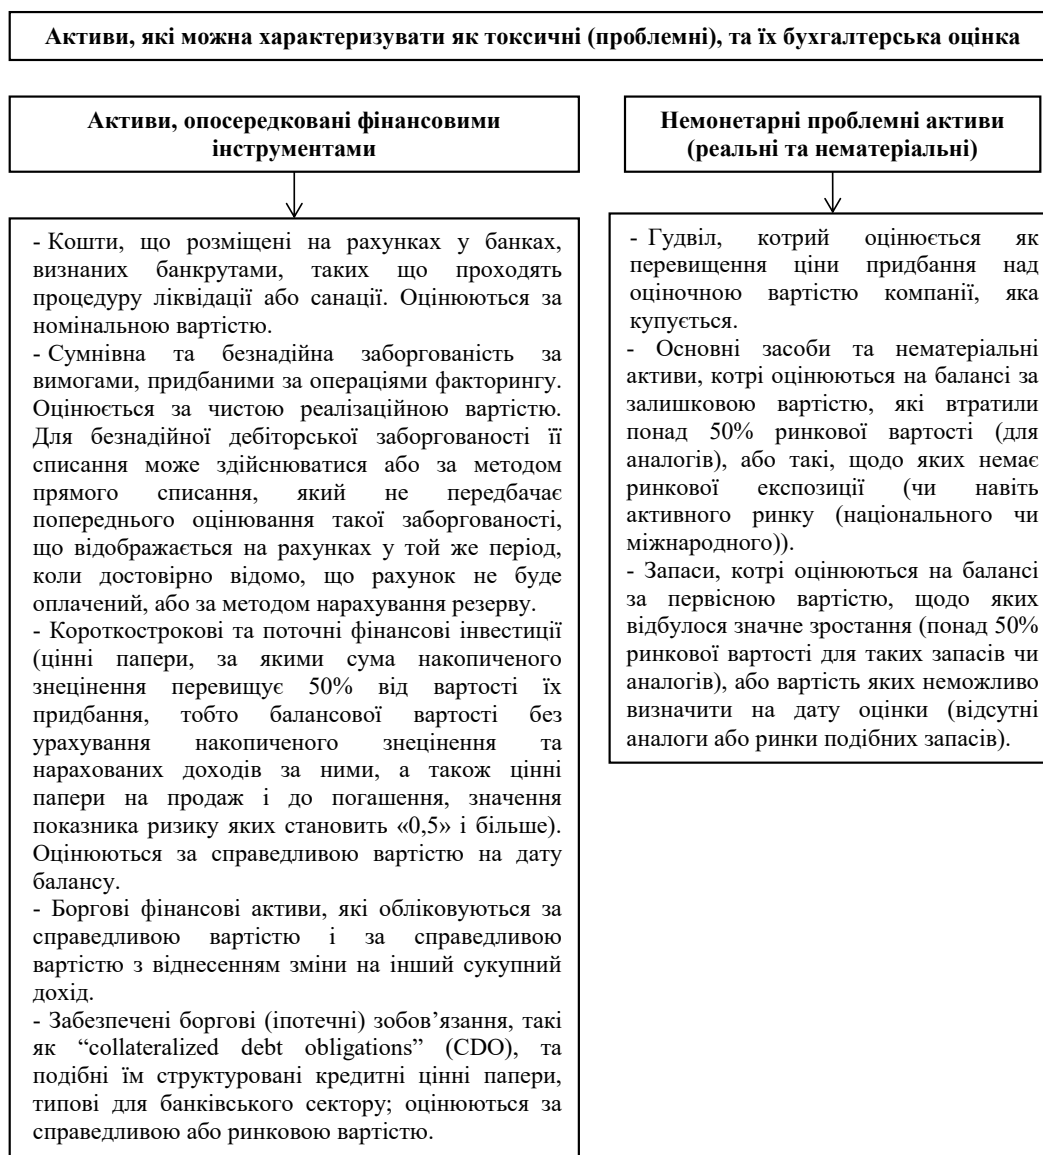 Активи, які можна характеризувати як токсичні (проблемні), та їх бухгалтерська оцінка
Активи, опосередковані фінансовими
інструментами
- Кошти, що розміщені на рахунках у банках,
визнаних банкрутами, таких що проходять
процедуру ліквідації або санації. Оцінюються за
номінальною вартістю.
- Сумнівна та безнадійна заборгованість за
вимогами, придбаними за операціями факторингу.
Оцінюється за чистою реалізаційною вартістю.
Для безнадійної дебіторської заборгованості її
списання може здійснюватися або за методом
прямого списання, який не передбачає
попереднього оцінювання такої заборгованості,
що відображається на рахунках у той же період,
коли достовірно відомо, що рахунок не буде
оплачений, або за методом нарахування резерву.
- Короткострокові та поточні фінансові інвестиції
(цінні папери, за якими сума накопиченого
знецінення перевищує 50% від вартості їх
придбання, тобто балансової вартості без
урахування накопиченого знецінення та
нарахованих доходів за ними, а також цінні
папери на продаж і до погашення, значення
показника ризику яких становить «0,5» і більше).
Оцінюються за справедливою вартістю на дату
балансу.
- Боргові фінансові активи, які обліковуються за
справедливою вартістю і за справедливою
вартістю з віднесенням зміни на інший сукупний
дохід.
- Забезпечені боргові (іпотечні) зобов’язання, такі
як “collateralized debt obligations” (CDO), та
подібні їм структуровані кредитні цінні папери,
типові для банківського сектору; оцінюються за
справедливою або ринковою вартістю.
Немонетарні проблемні активи
(реальні та нематеріальні)
- Гудвіл, котрий оцінюється як
перевищення ціни придбання над
оціночною вартістю компанії, яка
купується.
- Основні засоби та нематеріальні
активи, котрі оцінюються на балансі за
залишковою вартістю, які втратили
понад 50% ринкової вартості (для
аналогів), або такі, щодо яких немає
ринкової експозиції (чи навіть
активного ринку (національного чи
міжнародного)).
- Запаси, котрі оцінюються на балансі
за первісною вартістю, щодо яких
відбулося значне зростання (понад 50%
ринкової вартості для таких запасів чи
аналогів), або вартість яких неможливо
визначити на дату оцінки (відсутні
аналоги або ринки подібних запасів).